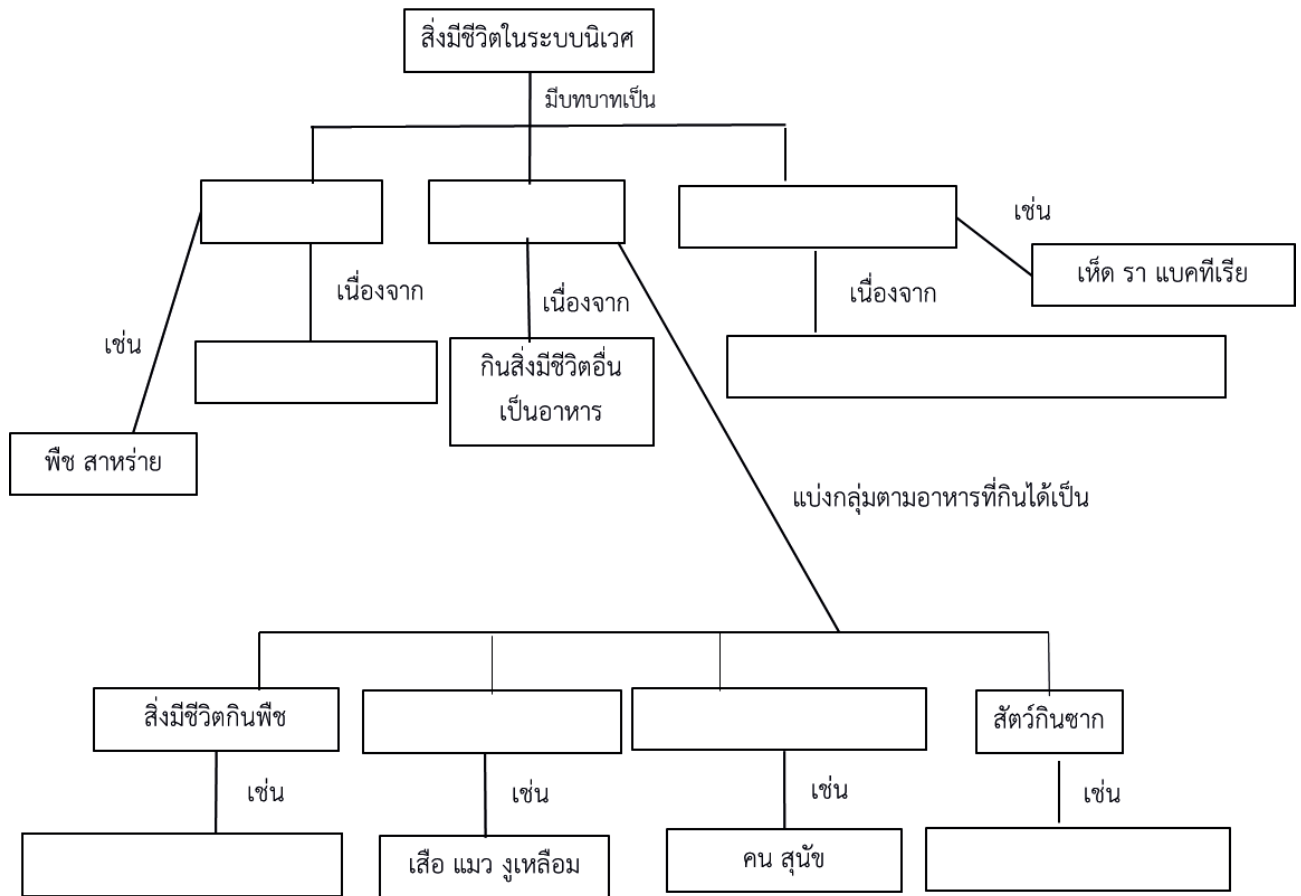 สิ่งมีชีวิตในระบบนิเวศ
มีบทบาทเป็น
เช่น
เห็ด รา แบคทีเรีย
เนื่องจาก
เนื่องจาก
เนื่องจาก
เช่น
กินสิ่งมีชีวิตอื่น
เป็นอาหาร
พืช สาหร่าย
แบ่งกลุ่มตามอาหารที่กินได้เป็น
สิ่งมีชีวิตกินพืช
สัตว์กินซาก
เช่น
เช่น
เช่น
เช่น
เสือ แมว งูเหลือม
คน สุนัข